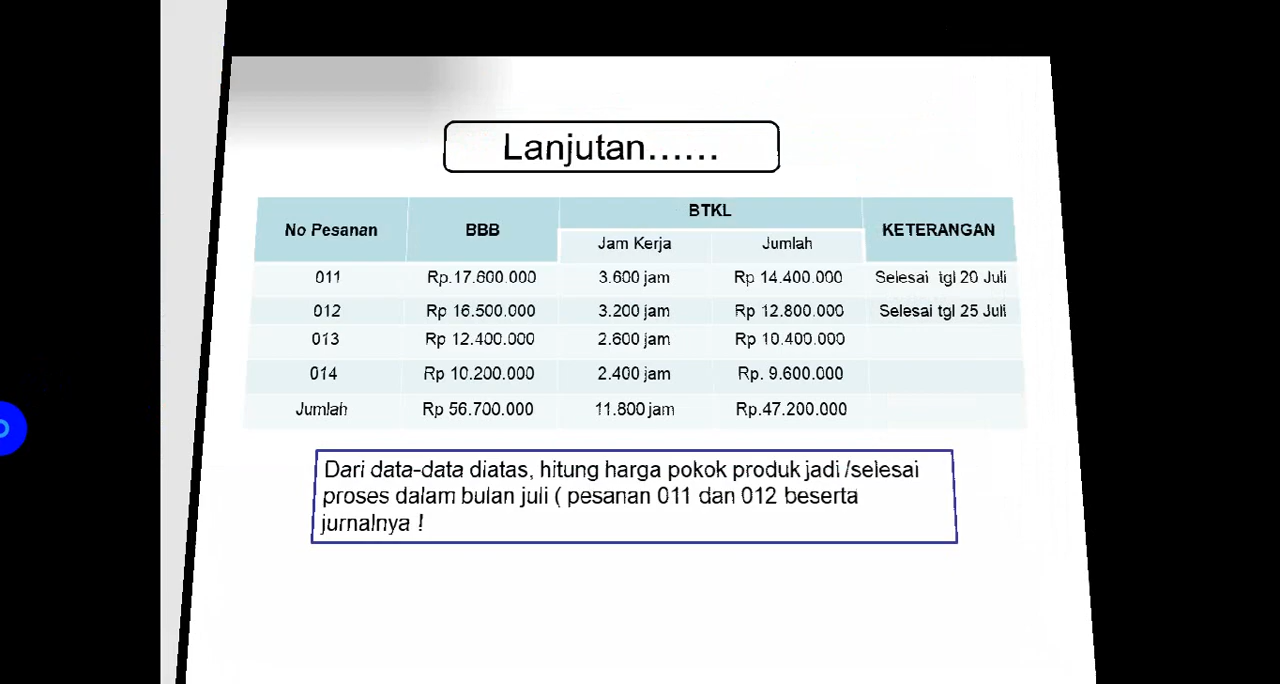 Lanjutan......
No Pesanan BBB BTKL KETERANGAN
Jam Kerja Jumlah
011 Rp.17.600.000 3.600 jam Rp 14.400.000 Selesai tgl 20 Juli
012 Rp 16.500.000 3.200 jam Rp 12.800.000 Selesai tgl 25 Juli
013 Rp 12.400.000 2.600 jam Rp 10.400.000
014 Rp 10.200.000 2.400 jam Rp. 9.600.000
Jumlah Rp 56.700.000 11.800 jam Rp.47.200.000
Dari data-data diatas, hitung harga pokok produk jadi /selesai
proses dalam bulan juli ( pesanan 011 dan 012 beserta
jurnalnya !